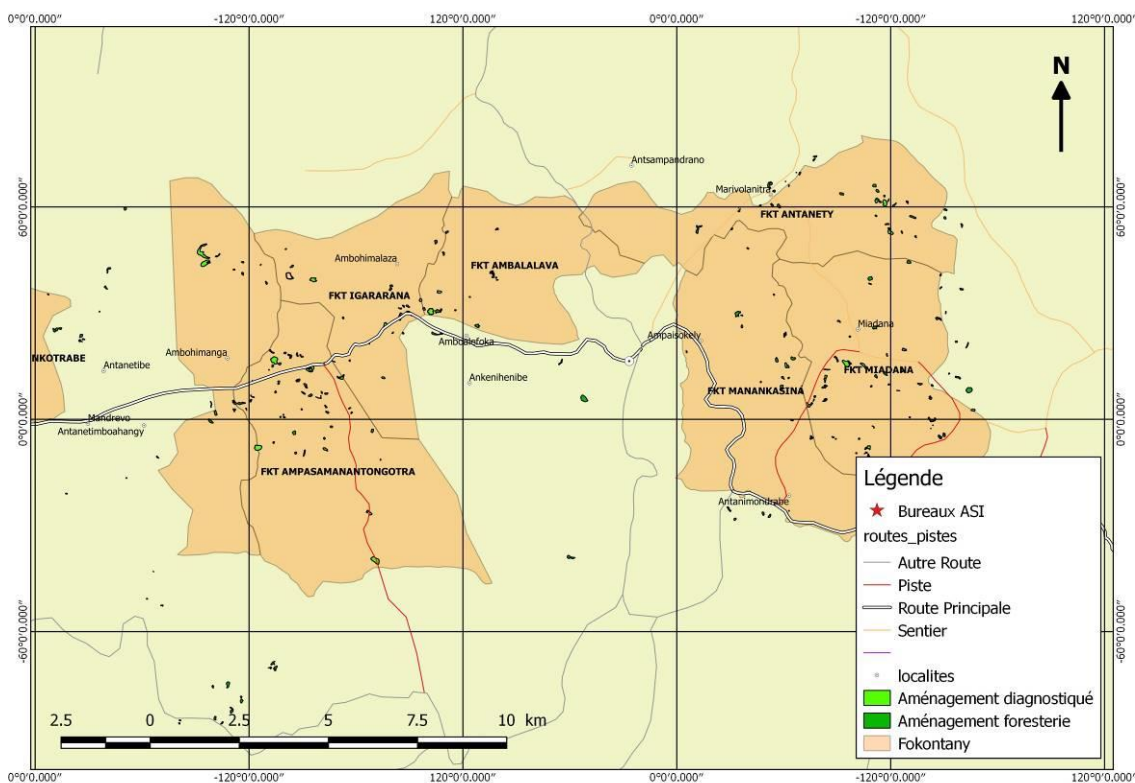 0°0'0.000" -120°0'0.000" 120°0'0.000" 0°0'0.000" -120°0'0.000" 120°0'0.000"
N
Antsampandrano
Marivolanitra
60°0'0.000" 60°0'0.000"
FKT ANTANETY
Ambohimalaza
FKT AMBALALAVA
FKT IGARARANA
Miadana
Ampaisokely
Amboalefoka
Ambohimanga
NKOTRABE
Antanetibe
FKT MIADANA
Ankenihenibe
FKT MANANKASINA
Mandrevo
0°0'0.000" 0°0'0.000"
Antanetimboahangy
FKT AMPASAMANANTONGOTRA
Antanimondrabe
Légende
Bureaux ASI
routes_pistes
Autre Route
Piste
Route Principale
Sentier
localites
Aménagement diagnostiqué
Aménagement foresterie
Fokontany
-60°0'0.000" -60°0'0.000"
2.5 0 2.5 5 7.5 10 km
0°0'0.000" -120°0'0.000" 120°0'0.000" 0°0'0.000" -120°0'0.000" 120°0'0.000"